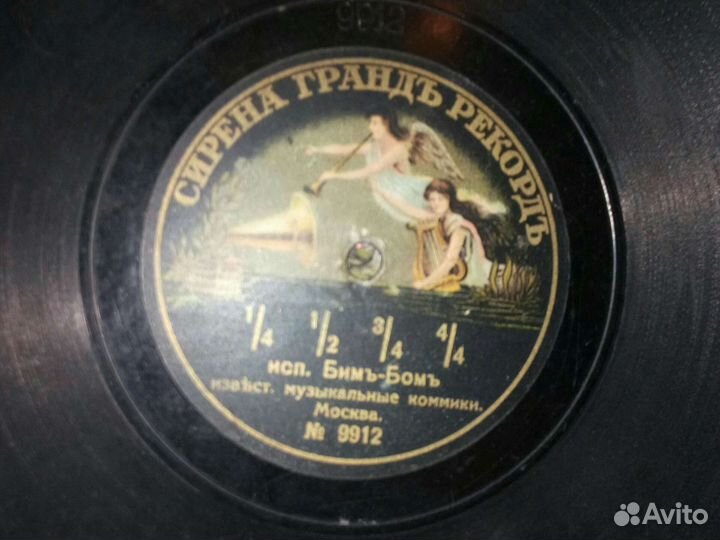 9912
СИРЕНА ГРАНДЪ РЕКОРДЪ
1/4 1/2 3/4 4/4
исп. Бимъ-Бомъ
извѣст. музыкальные коммики.
Москва.
№ 9912
Avito